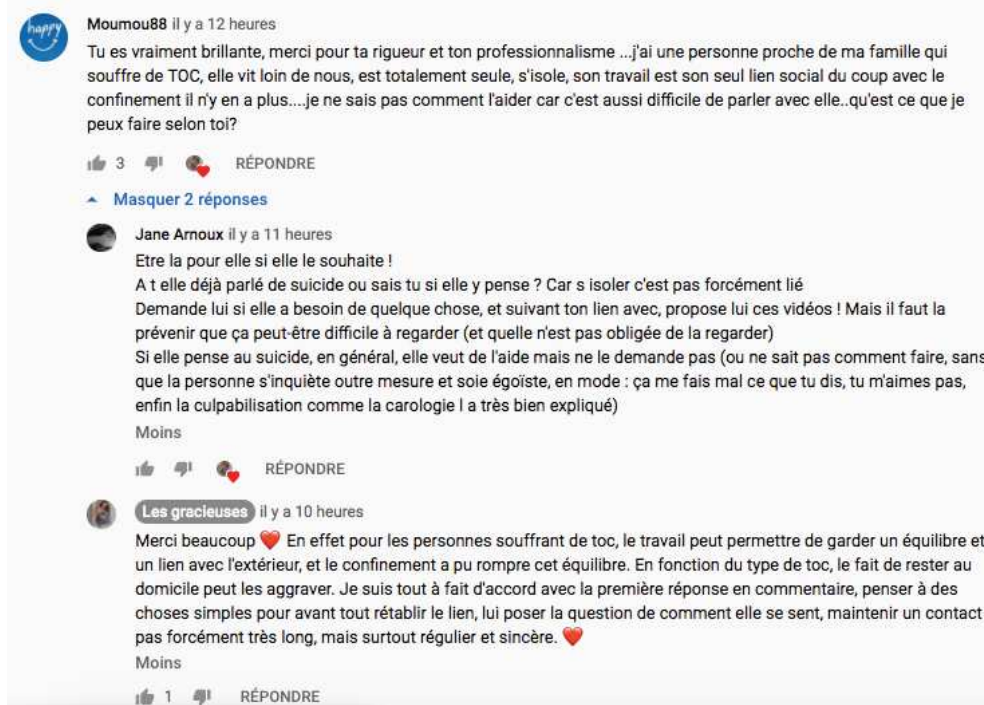 happy
Moumou88 il y a 12 heures
Tu es vraiment brillante, merci pour ta rigueur et ton professionnalisme ...j'ai une personne proche de ma famille qui
souffre de TOC, elle vit loin de nous, est totalement seule, s'isole, son travail est son seul lien social du coup avec le
confinement il n'y en a plus....je ne sais pas comment l'aider car c'est aussi difficile de parler avec elle..qu'est ce que je
peux faire selon toi?
3 RÉPONDRE
Masquer 2 réponses
Jane Arnoux il y a 11 heures
Etre la pour elle si elle le souhaite !
A t elle déjà parlé de suicide ou sais tu si elle y pense ? Car s isoler c'est pas forcément lié
Demande lui si elle a besoin de quelque chose, et suivant ton lien avec, propose lui ces vidéos ! Mais il faut la
prévenir que ça peut-être difficile à regarder (et quelle n'est pas obligée de la regarder)
Si elle pense au suicide, en général, elle veut de l'aide mais ne le demande pas (ou ne sait pas comment faire, sans
que la personne s'inquiète outre mesure et soie égoïste, en mode : ça me fais mal ce que tu dis, tu m'aimes pas,
enfin la culpabilisation comme la carologie l a très bien expliqué)
Moins
RÉPONDRE
Les gracieuses il y a 10 heures
Merci beaucoup ❤️ En effet pour les personnes souffrant de toc, le travail peut permettre de garder un équilibre et
un lien avec l'extérieur, et le confinement a pu rompre cet équilibre. En fonction du type de toc, le fait de rester au
domicile peut les aggraver. Je suis tout à fait d'accord avec la première réponse en commentaire, penser à des
choses simples pour avant tout rétablir le lien, lui poser la question de comment elle se sent, maintenir un contact
pas forcément très long, mais surtout régulier et sincère. ❤️
Moins
1 RÉPONDRE